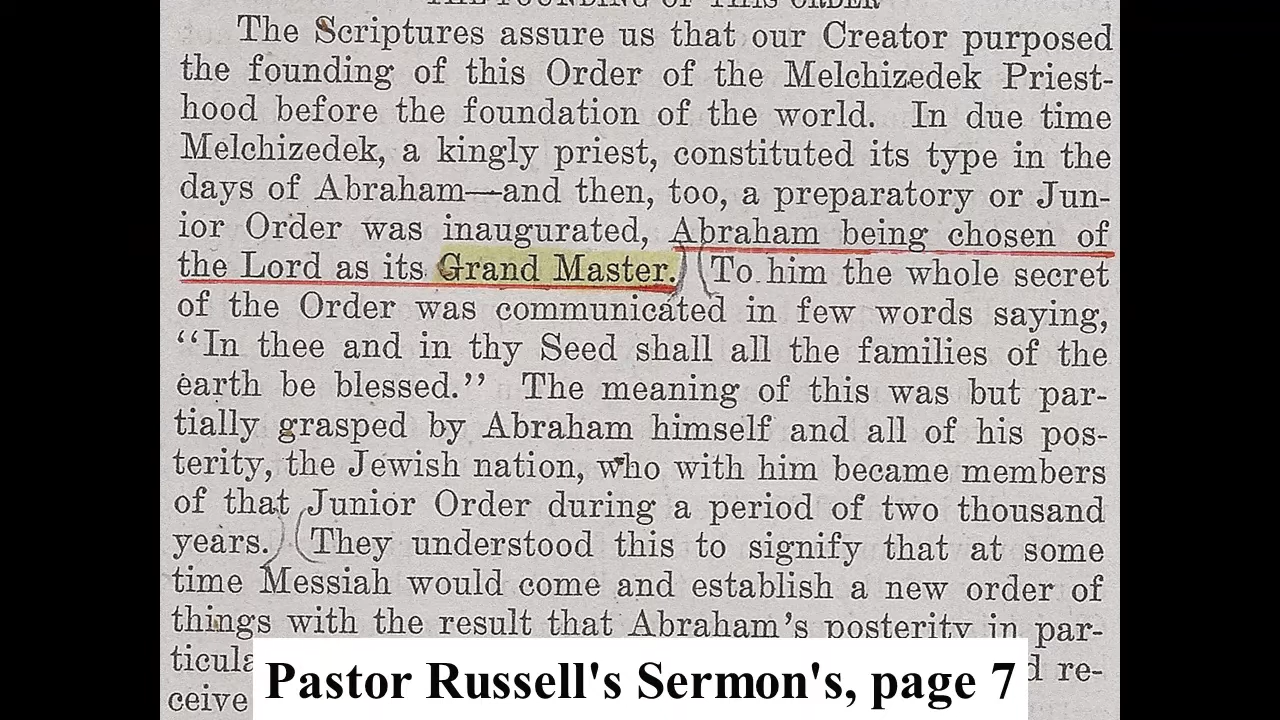 THE FOUNDING OF THIS ORDER
The Scriptures assure us that our Creator purposed
the founding of this Order of the Melchizedek Priest-
hood before the foundation of the world. In due time
Melchizedek, a kingly priest, constituted its type in the
days of Abraham—and then, too, a preparatory or Jun-
ior Order was inaugurated, Abraham being chosen of
the Lord as its Grand Master. To him the whole secret
of the Order was communicated in few words saying,
‘‘In thee and in thy Seed shall all the families of the
earth be blessed.’’ The meaning of this was but par-
tially grasped by Abraham himself and all of his pos-
terity, the Jewish nation, who with him became members
of that Junior Order during a period of two thousand
years. They understood this to signify that at some
time Messiah would come and establish a new order of
things with the result that Abraham’s posterity in par-
re-
ceive
Pastor Russell's Sermon's, page 7